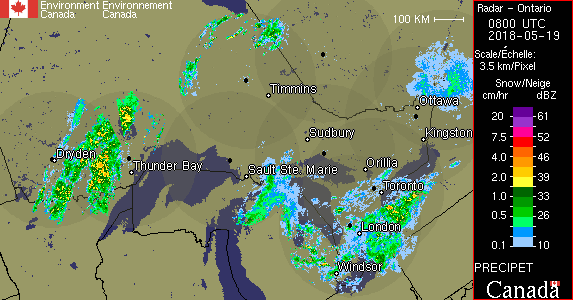 Environment Environnement
Canada Canada
100 KM
Timmins
Ottawa
Sudbury
Kingston
Dryden
Thunder Bay
Sault Ste. Marie
Orillia
Toronto
London
Windsor
Radar - Ontario
0800 UTC
2018-05-19
Scale/Échelle:
3.5 km/Pixel
Snow/Neige
cm/hr dBZ
20 61
7.5 52
4.0 46
2.0 39
1.0 33
0.5 26
0.1 10
PRECIPET
Canada